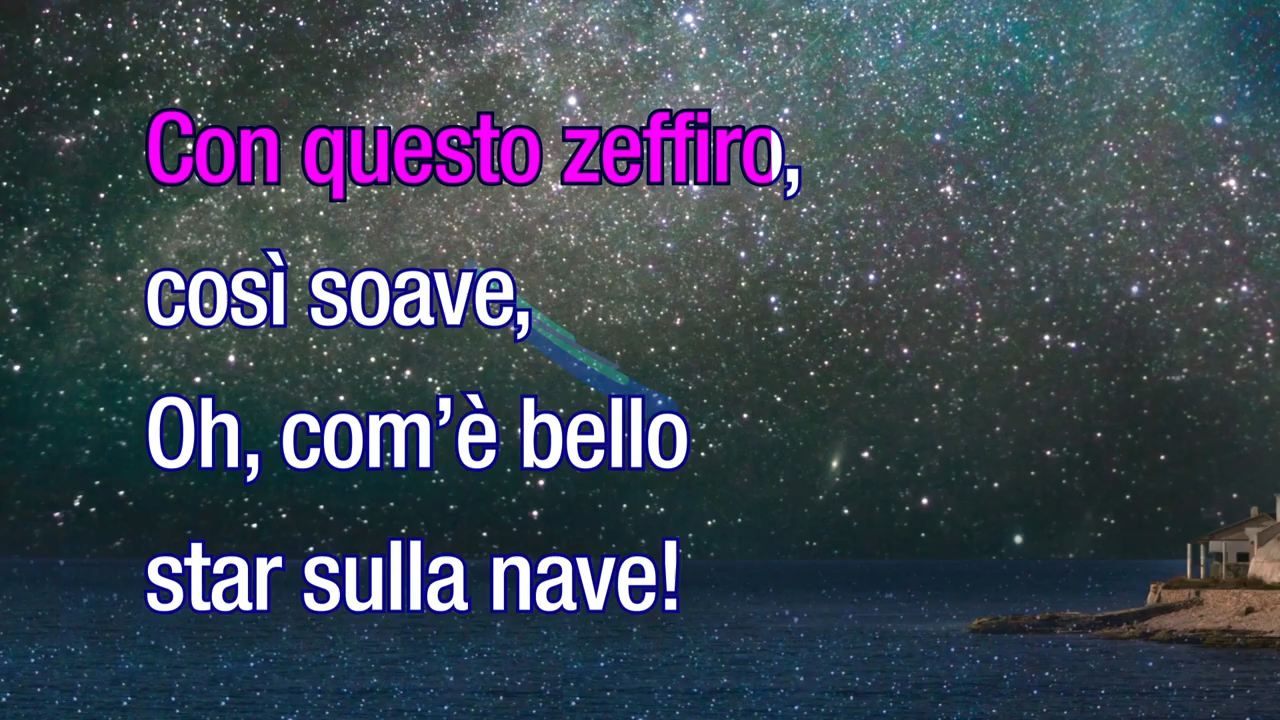 Con questo zeffiro,
così soave,
Oh, com’è bello
star sulla nave!